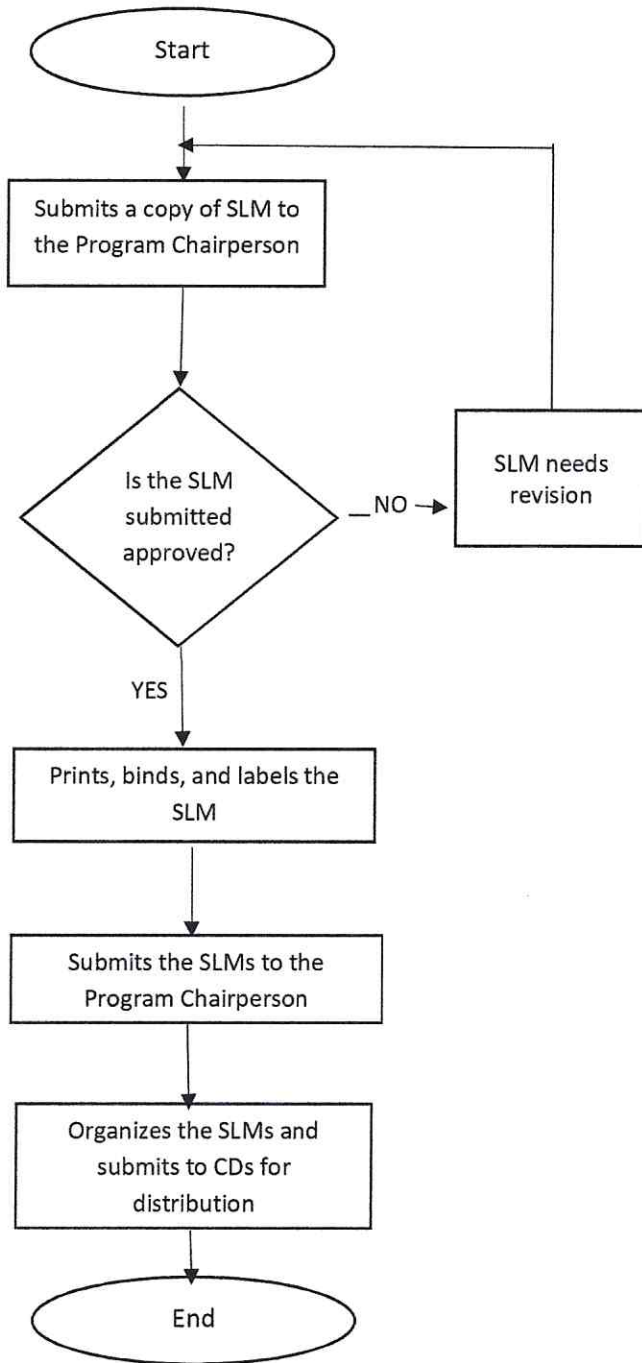 Start
Submits a copy of SLM to
the Program Chairperson
Is the SLM
submitted
approved?
NO
SLM needs
revision
YES
Prints, binds, and labels the
SLM
Submits the SLMs to the
Program Chairperson
Organizes the SLMs and
submits to CDs for
distribution
End